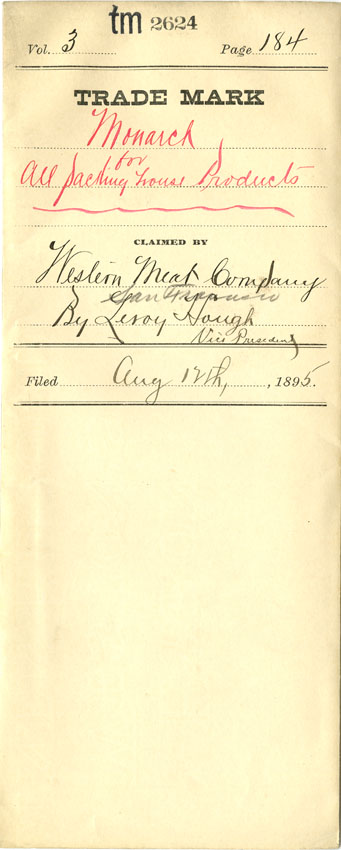 tm 2624
Vol. 3 Page 184
TRADE MARK
Monarch
for
All packing house Products
CLAIMED BY
Western Meat Company
San Francisco
By Leroy Hough
Vice President
Filed Aug 12th, , 1895.